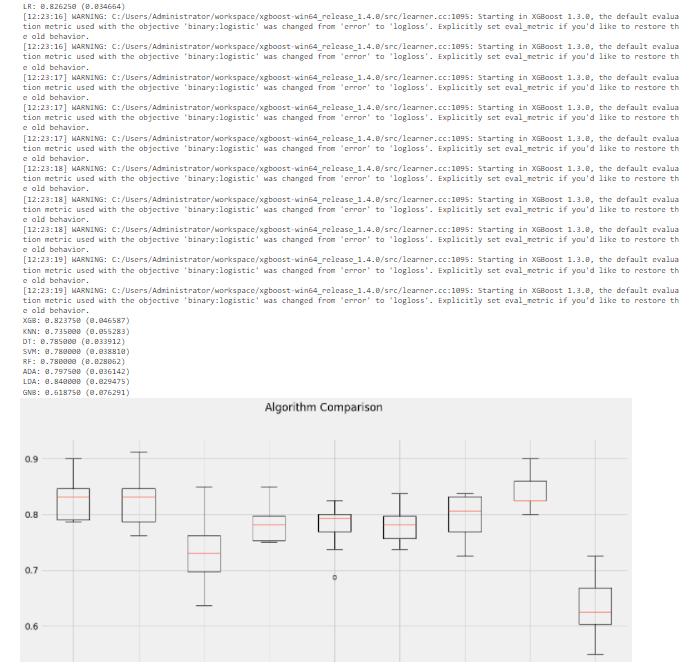 LR: 0.826250 (0.034664)
[12:23:16] WARNING: C:/Users/Administrator/workspace/xgboost-win64_release_1.4.0/src/learner.cc:1095: Starting in XGBoost 1.3.0, the default evalua
tion metric used with the objective 'binary:logistic' was changed from 'error' to 'logloss'. Explicitly set eval_metric if you'd like to restore th
e old behavior.
[12:23:16] WARNING: C:/Users/Administrator/workspace/xgboost-win64_release_1.4.0/src/learner.cc:1095: Starting in XGBoost 1.3.0, the default evalua
tion metric used with the objective 'binary:logistic' was changed from 'error' to 'logloss'. Explicitly set eval_metric if you'd like to restore th
e old behavior.
[12:23:17] WARNING: C:/Users/Administrator/workspace/xgboost-win64_release_1.4.0/src/learner.cc:1095: Starting in XGBoost 1.3.0, the default evalua
tion metric used with the objective 'binary:logistic' was changed from 'error' to 'logloss'. Explicitly set eval_metric if you'd like to restore th
e old behavior.
[12:23:17] WARNING: C:/Users/Administrator/workspace/xgboost-win64_release_1.4.0/src/learner.cc:1095: Starting in XGBoost 1.3.0, the default evalua
tion metric used with the objective 'binary:logistic' was changed from 'error' to 'logloss'. Explicitly set eval_metric if you'd like to restore th
e old behavior.
[12:23:17] WARNING: C:/Users/Administrator/workspace/xgboost-win64_release_1.4.0/src/learner.cc:1095: Starting in XGBoost 1.3.0, the default evalua
tion metric used with the objective 'binary:logistic' was changed from 'error' to 'logloss'. Explicitly set eval_metric if you'd like to restore th
e old behavior.
[12:23:18] WARNING: C:/Users/Administrator/workspace/xgboost-win64_release_1.4.0/src/learner.cc:1095: Starting in XGBoost 1.3.0, the default evalua
tion metric used with the objective 'binary:logistic' was changed from 'error' to 'logloss'. Explicitly set eval_metric if you'd like to restore th
e old behavior.
[12:23:18] WARNING: C:/Users/Administrator/workspace/xgboost-win64_release_1.4.0/src/learner.cc:1095: Starting in XGBoost 1.3.0, the default evalua
tion metric used with the objective 'binary:logistic' was changed from 'error' to 'logloss'. Explicitly set eval_metric if you'd like to restore th
e old behavior.
[12:23:18] WARNING: C:/Users/Administrator/workspace/xgboost-win64_release_1.4.0/src/learner.cc:1095: Starting in XGBoost 1.3.0, the default evalua
tion metric used with the objective 'binary:logistic' was changed from 'error' to 'logloss'. Explicitly set eval_metric if you'd like to restore th
e old behavior.
[12:23:19] WARNING: C:/Users/Administrator/workspace/xgboost-win64_release_1.4.0/src/learner.cc:1095: Starting in XGBoost 1.3.0, the default evalua
tion metric used with the objective 'binary:logistic' was changed from 'error' to 'logloss'. Explicitly set eval_metric if you'd like to restore th
e old behavior.
[12:23:19] WARNING: C:/Users/Administrator/workspace/xgboost-win64_release_1.4.0/src/learner.cc:1095: Starting in XGBoost 1.3.0, the default evalua
tion metric used with the objective 'binary:logistic' was changed from 'error' to 'logloss'. Explicitly set eval_metric if you'd like to restore th
e old behavior.
XGB: 0.823750 (0.046587)
KNN: 0.735000 (0.055283)
DT: 0.785000 (0.033912)
SVM: 0.780000 (0.038810)
RF: 0.780000 (0.028062)
ADA: 0.797500 (0.036142)
LDA: 0.840000 (0.029475)
GNB: 0.618750 (0.076291)
Algorithm Comparison
0.9
0.8
0.7
0.6